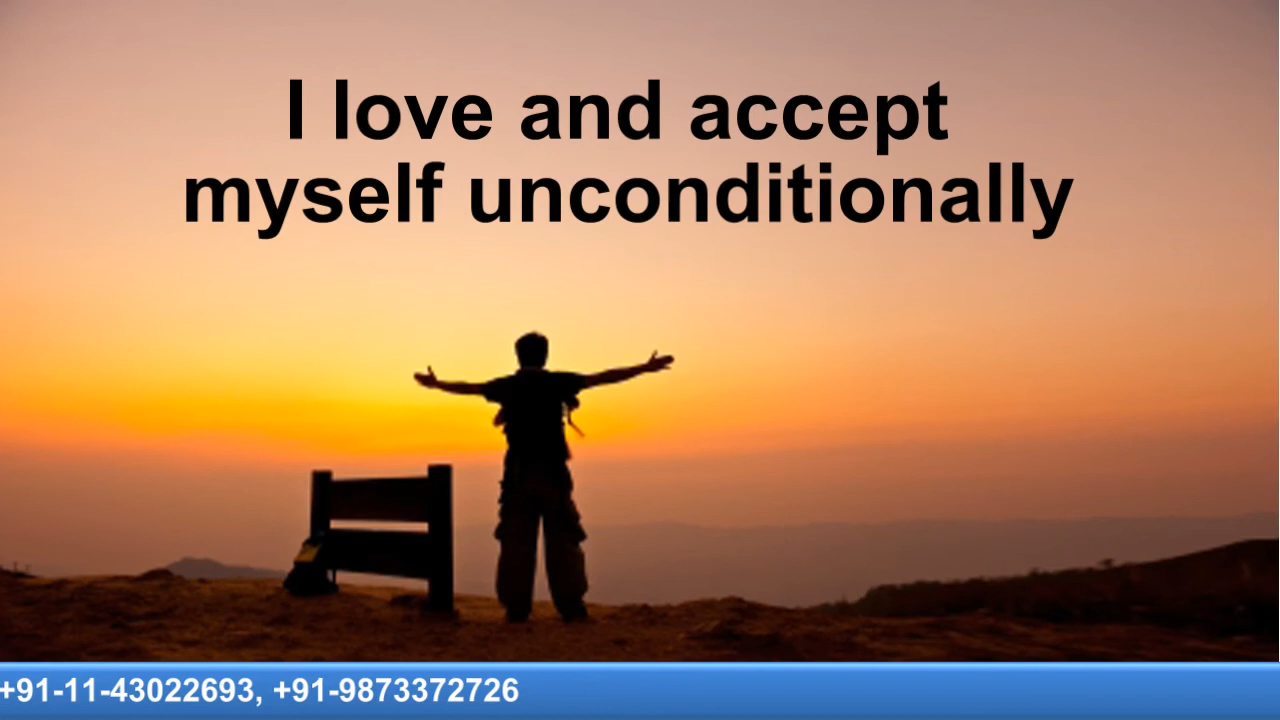 I love and accept
myself unconditionally
+91-11-43022693, +91-9873372726